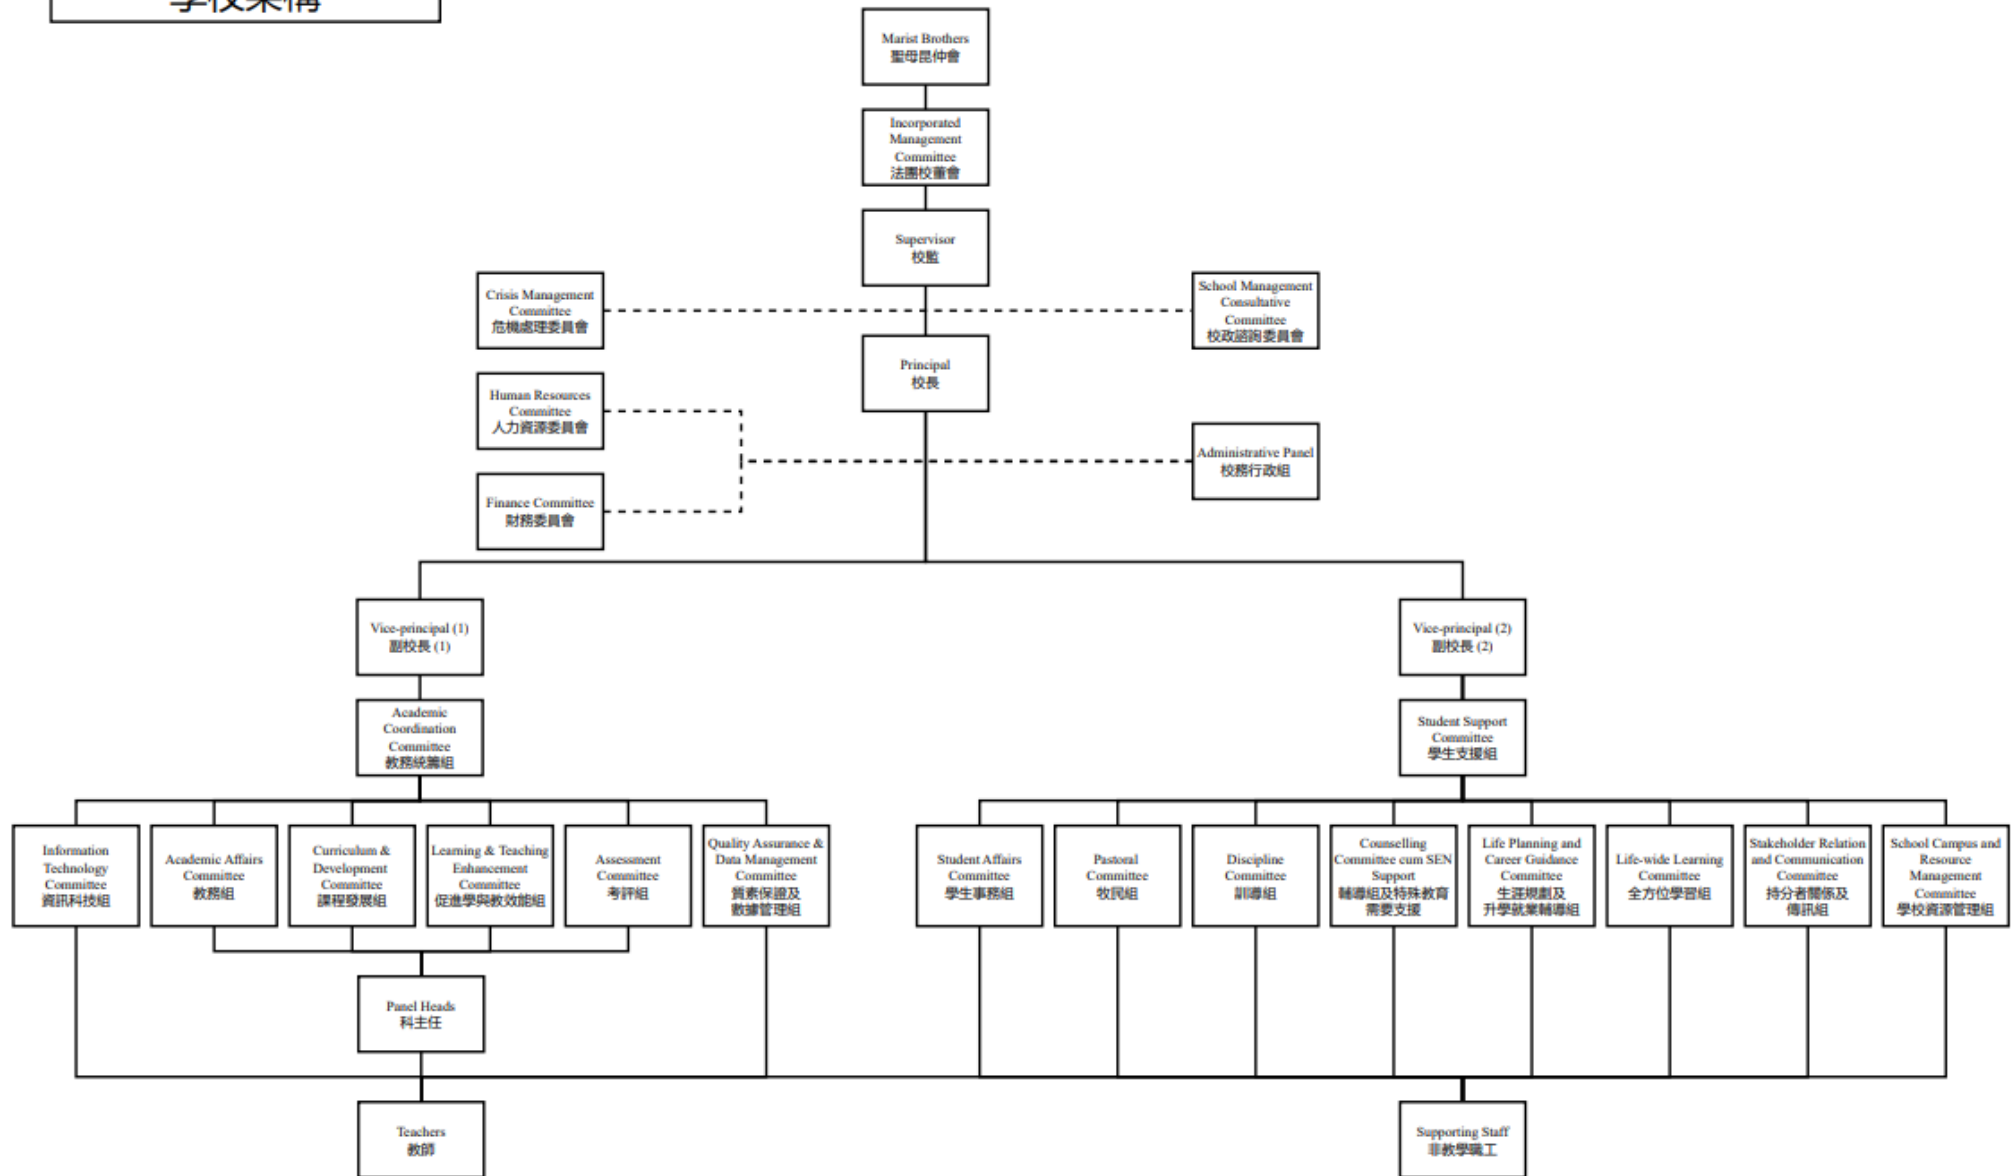 學校架構
Marist Brothers
聖母昆仲會
Incorporated
Management
Committee
法團校董會
Supervisor
校監
Crisis Management
Committee
危機處理委員會
School Management
Consultative
Committee
校政諮詢委員會
Principal
校長
Human Resources
Committee
人力資源委員會
Administrative Panel
校務行政組
Finance Committee
財務委員會
Vice-principal (1)
副校長 (1)
Vice-principal (2)
副校長 (2)
Academic
Coordination
Committee
教務統籌組
Student Support
Committee
學生支援組
Information
Technology
Committee
資訊科技組
Academic Affairs
Committee
教務組
Curriculum &
Development
Committee
課程發展組
Learning & Teaching
Enhancement
Committee
促進學與教效能組
Assessment
Committee
考評組
Quality Assurance &
Data Management
Committee
質素保證及
數據管理組
Student Affairs
Committee
學生事務組
Pastoral
Committee
牧民組
Discipline
Committee
訓導組
Counselling
Committee cum SEN
Support
輔導組及特殊教育
需要支援
Life Planning and
Career Guidance
Committee
生涯規劃及
升學就業輔導組
Life-wide Learning
Committee
全方位學習組
Stakeholder Relation
and Communication
Committee
持分者關係及
傳訊組
School Campus and
Resource
Management
Committee
學校資源管理組
Panel Heads
科主任
Teachers
教師
Supporting Staff
非教學職工